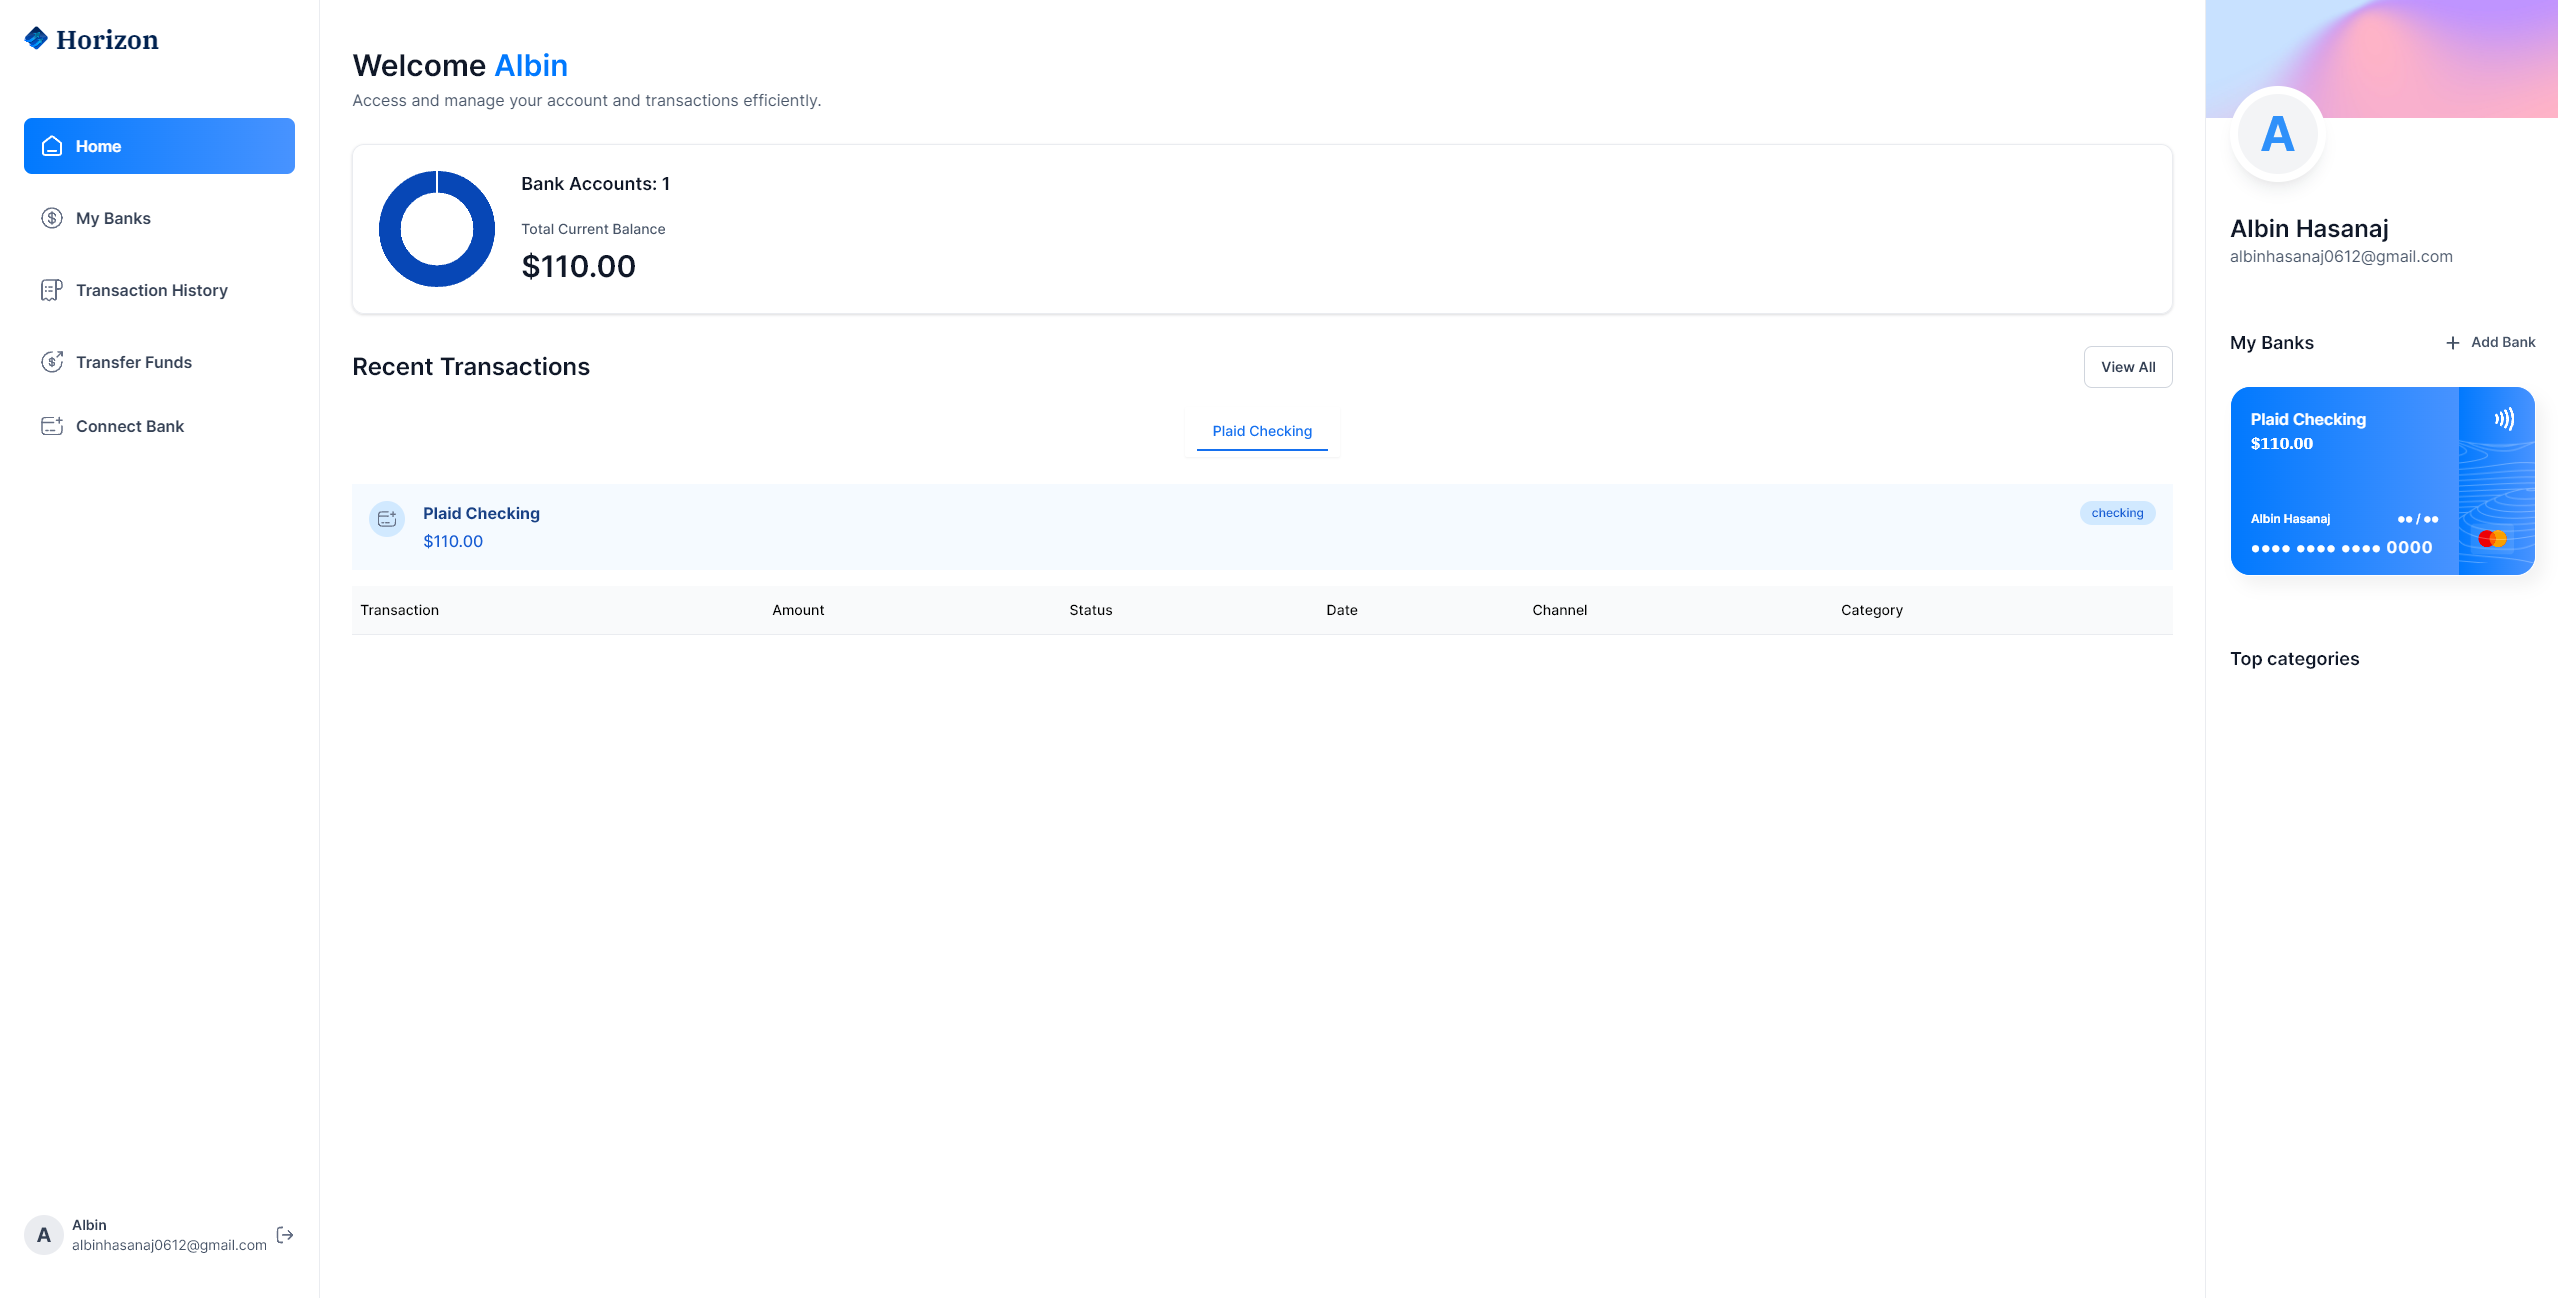 Horizon
Home
My Banks
Transaction History
Transfer Funds
Connect Bank
A
Albin
albinhasanaj0612@gmail.com
Welcome Albin
Access and manage your account and transactions efficiently.
Bank Accounts: 1
Total Current Balance
$110.00
Recent Transactions
View All
Plaid Checking
Plaid Checking
checking
$110.00
Transaction Amount Status Date Channel Category
A
Albin Hasanaj
albinhasanaj0612@gmail.com
My Banks
Add Bank
Plaid Checking
$110.00
Albin Hasanaj ●● / ●●
●●●● ●●●● ●●●● 0000
Top categories